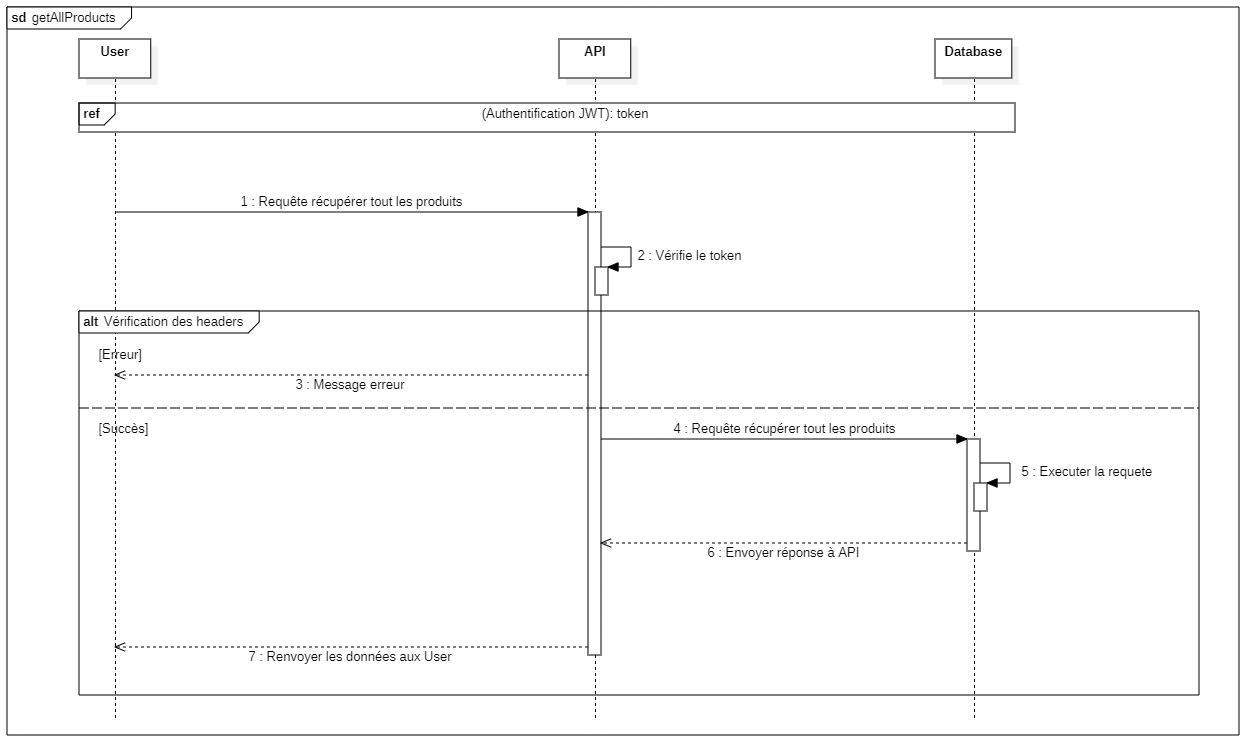 sd getAllProducts
User
API
Database
ref
(Authentification JWT): token
1 : Requête récupérer tout les produits
2 : Vérifie le token
alt Vérification des headers
[Erreur]
3 : Message erreur
[Succès]
4 : Requête récupérer tout les produits
5 : Executer la requete
6 : Envoyer réponse à API
7 : Renvoyer les données aux User